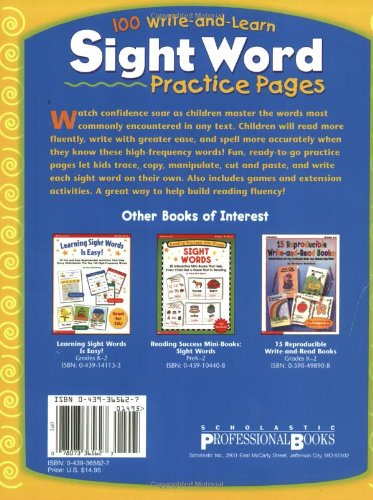 100 Write-and-Learn
Sight Word
Practice Pages
Watch confidence soar as children master the words most
commonly encountered in any text. Children will read more
fluently, write with greater ease, and spell more accurately when
they know these high-frequency words! Fun, ready-to-go practice
pages let kids trace, copy, manipulate, cut and paste, and write
each sight word on their own. Also includes games and extension
activities. A great way to help build reading fluency!
Other Books of Interest
Learning Sight Words
Is Easy!
Great for ESL!
Reading Success Mini-Books
SIGHT
WORDS
15 Reproducible
Write-and-Read Books
Learning Sight Words
Is Easy!
Grades K–2
ISBN: 0-439-14113-3
Reading Success Mini-Books:
Sight Words
PreK–2
ISBN: 0-439-10440-8
15 Reproducible
Write-and-Read Books
Grades K–2
ISBN: 0-590-49890-8
ISBN 0-439-36562-7
01495>
9 780439 365628
ISBN: 0-439-36562-7
Price: U.S. $14.95
SCHOLASTIC
PROFESSIONALBOOKS
Scholastic Inc., 2931 East McCarty Street, Jefferson City, MO 65102